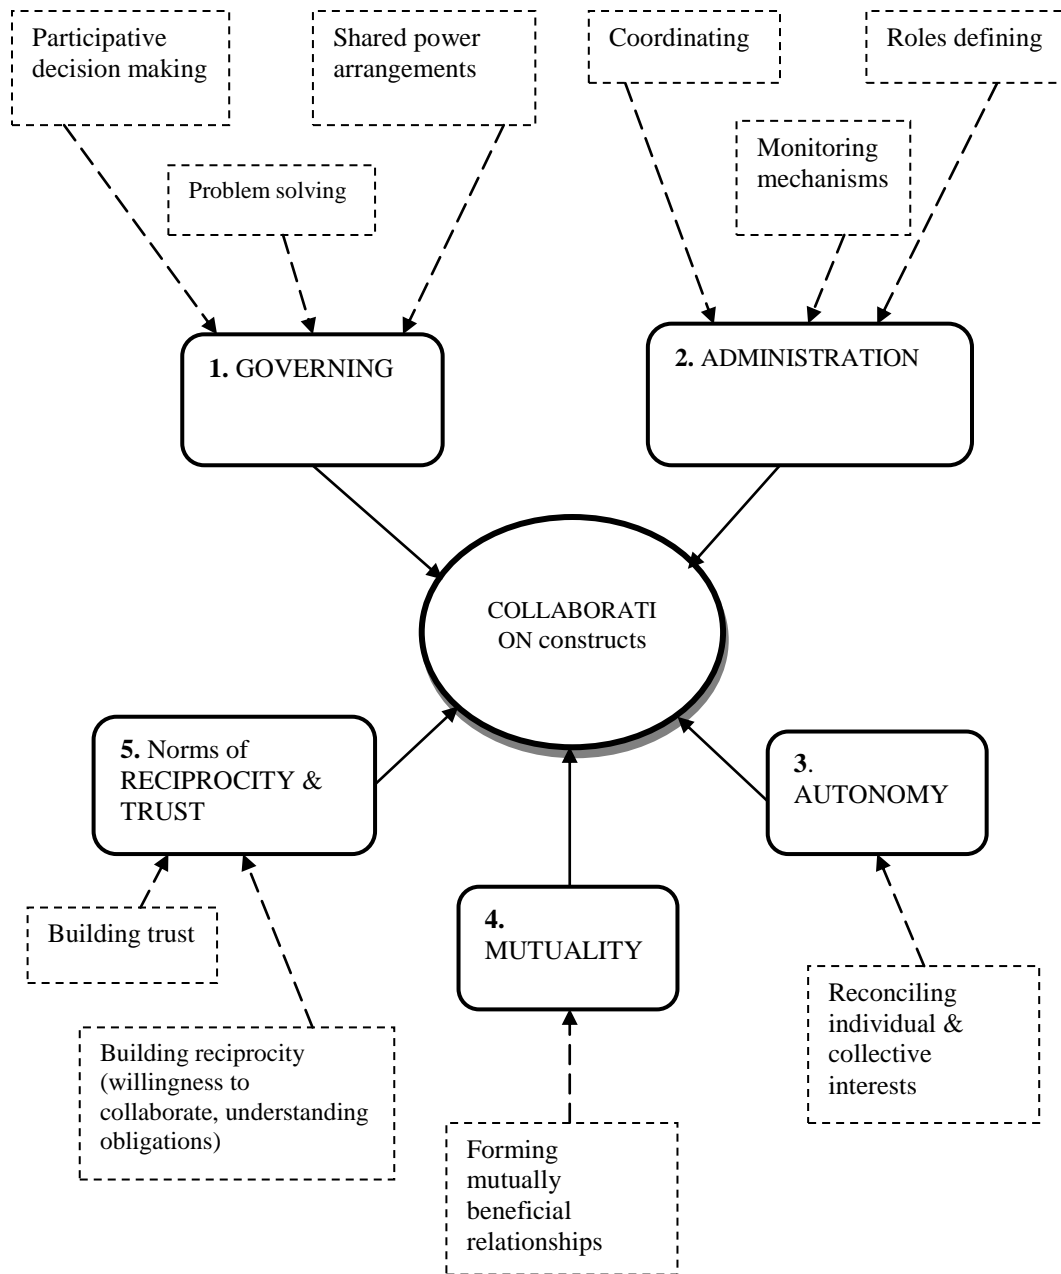 Participative
decision making
Shared power
arrangements
Coordinating
Roles defining
Problem solving
Monitoring
mechanisms
1. GOVERNING
2. ADMINISTRATION
COLLABORATI
ON constructs
5. Norms of
RECIPROCITY &
TRUST
3.
AUTONOMY
4.
MUTUALITY
Building trust
Reconciling
individual &
collective
interests
Building reciprocity
(willingness to
collaborate, understanding
obligations)
Forming
mutually
beneficial
relationships